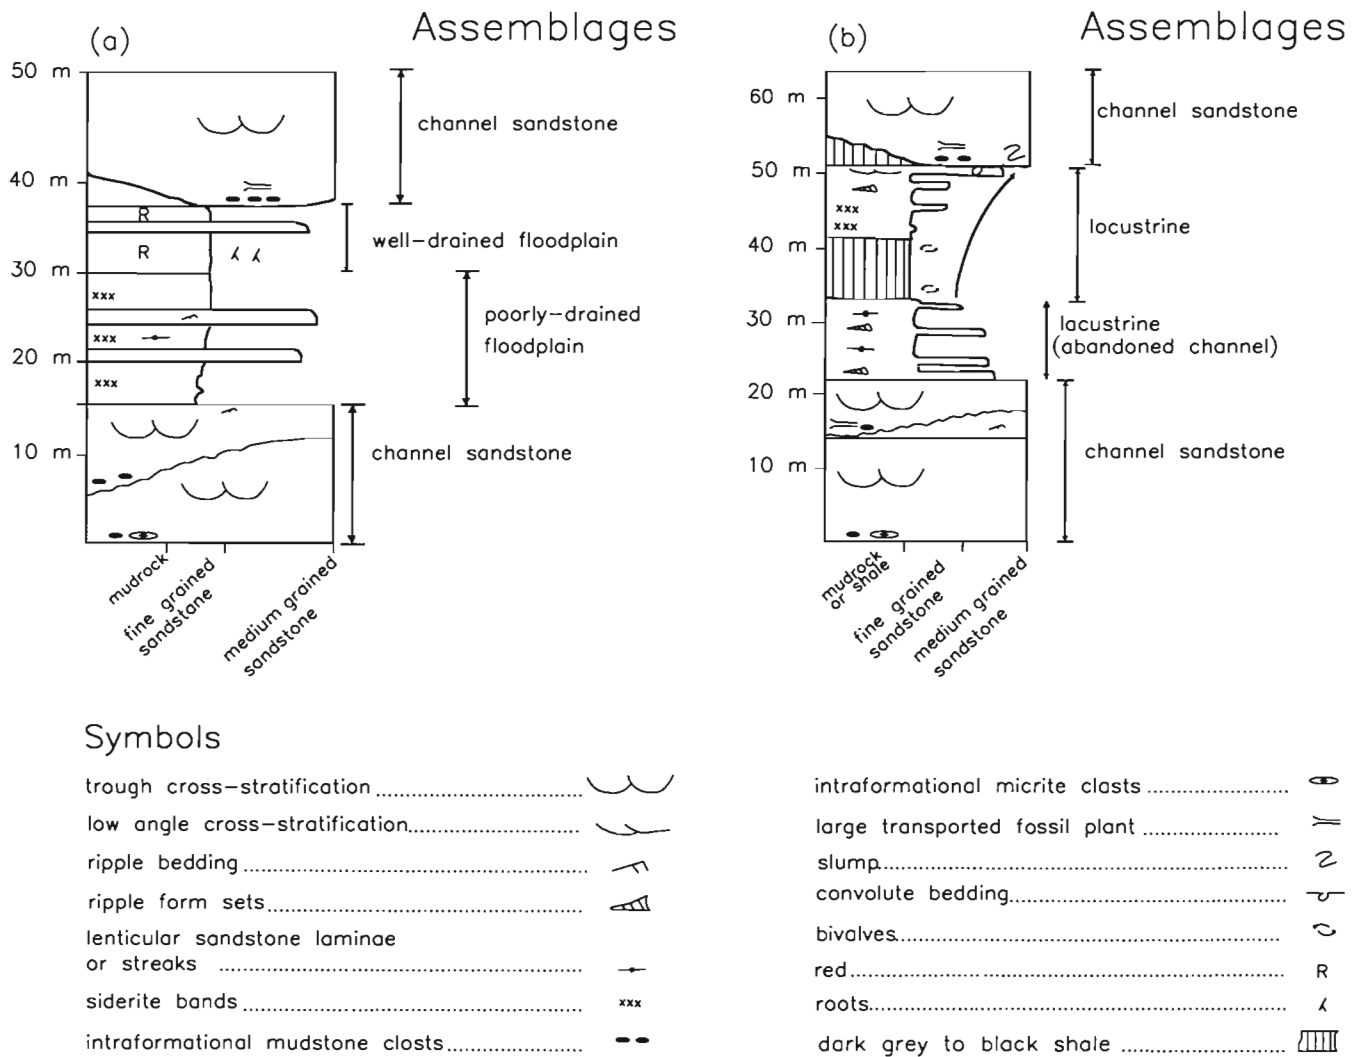 (a)
Assemblages
50 m
channel sandstone
40 m
R
well-drained floodplain
R
30 m
xxx
poorly-drained
floodplain
xxx
20 m
xxx
10 m
channel sandstone
mudrock
fine grained
sandstane
medium grained
sandstone
(b)
Assemblages
60 m
channel sandstone
50 m
xxx
xxx
locustrine
40 m
30 m
lacustrine
(abandoned channel)
20 m
channel sandstone
10 m
mudrock
or shale
fine grained
sandstone
medium grained
sandstone
Symbols
trough cross-stratification
low angle cross-stratification
ripple bedding
ripple form sets
lenticular sandstone laminae
or streaks
siderite bands xxx
intraformational mudstone closts
intraformational micrite clasts
large transported fossil plant
slump
convolute bedding
bivalves
red R
roots
dark grey to black shale